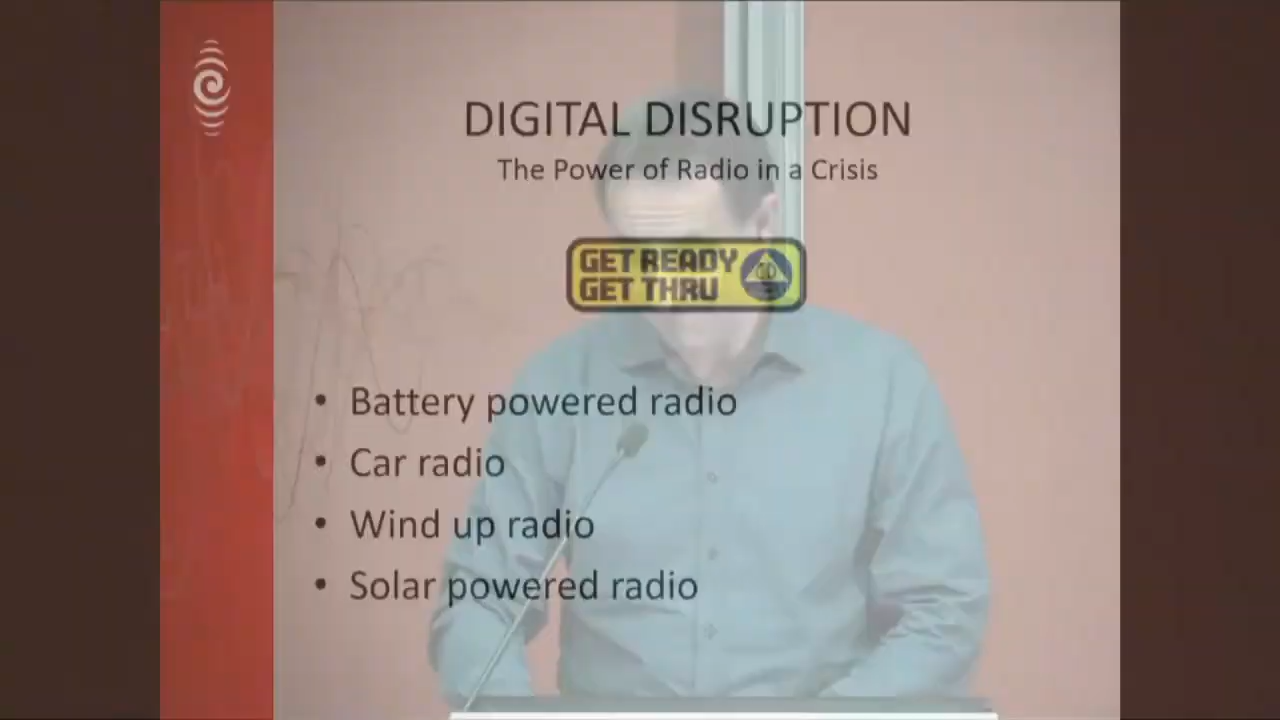 DIGITAL DISRUPTION
The Power of Radio in a Crisis
GET READY
GET THRU
CD
• Battery powered radio
• Car radio
• Wind up radio
• Solar powered radio